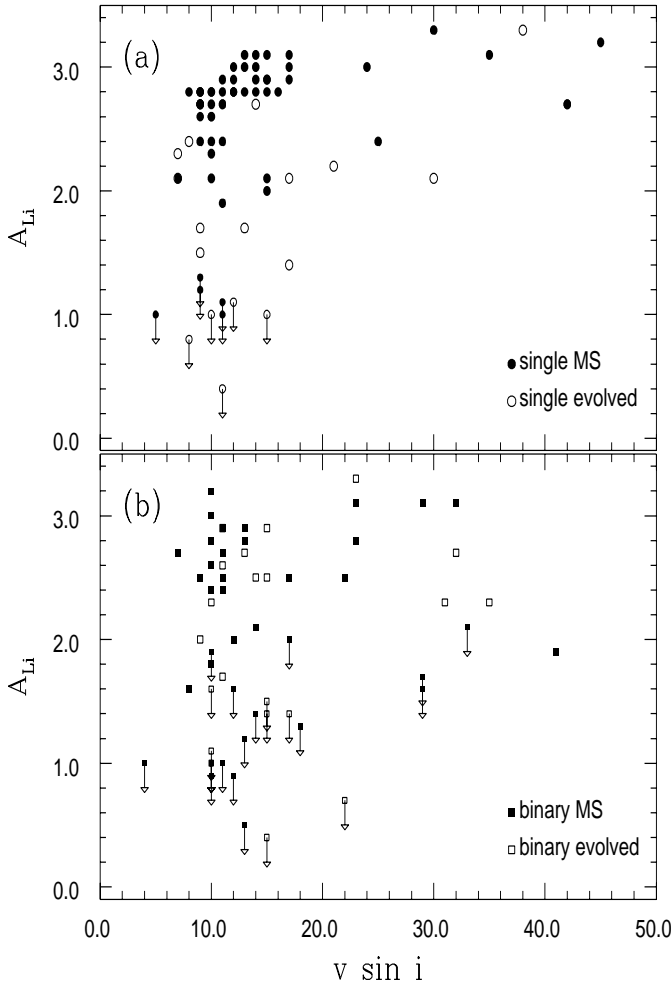 (a)
3.0
2.0
1.0
0.0
A_Li
single MS
single evolved
(b)
3.0
2.0
1.0
0.0
A_Li
binary MS
binary evolved
0.0 10.0 20.0 30.0 40.0 50.0
v sin i